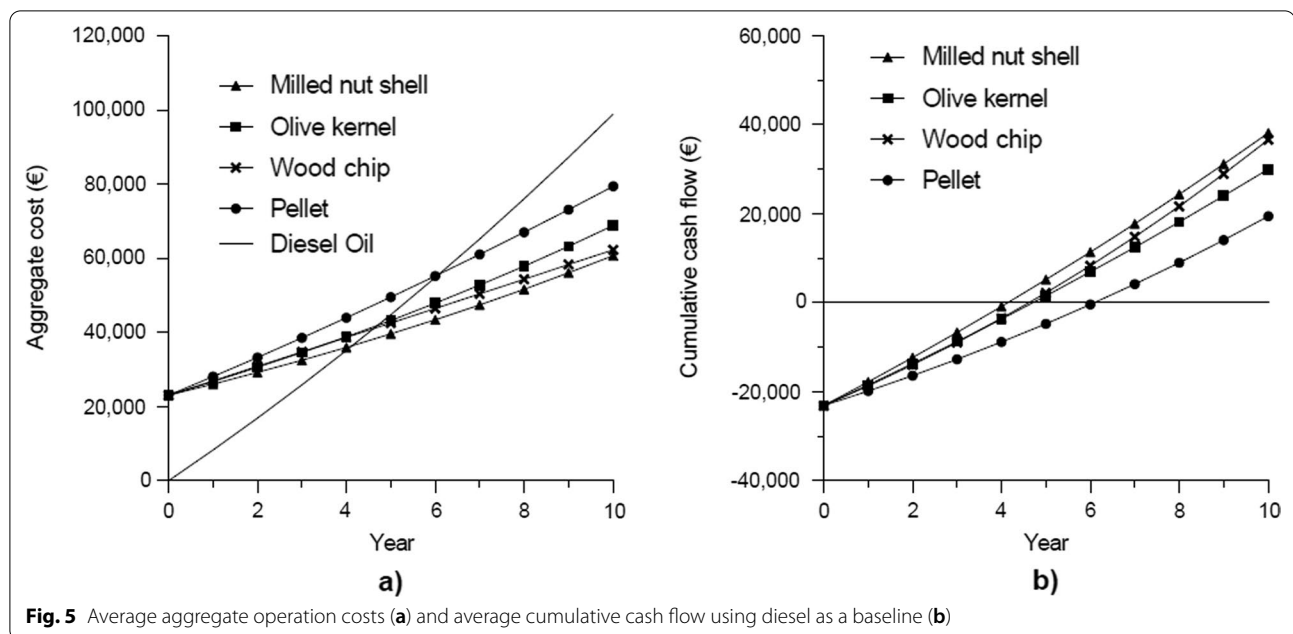 120,000
100,000
80,000
60,000
40,000
20,000
0
Aggregate cost (€)
Milled nut shell
Olive kernel
Wood chip
Pellet
Diesel Oil
0 2 4 6 8 10
Year
a)
60,000
40,000
20,000
0
-20,000
-40,000
Cumulative cash flow (€)
Milled nut shell
Olive kernel
Wood chip
Pellet
0 2 4 6 8 10
Year
b)
Fig. 5 Average aggregate operation costs (a) and average cumulative cash flow using diesel as a baseline (b)